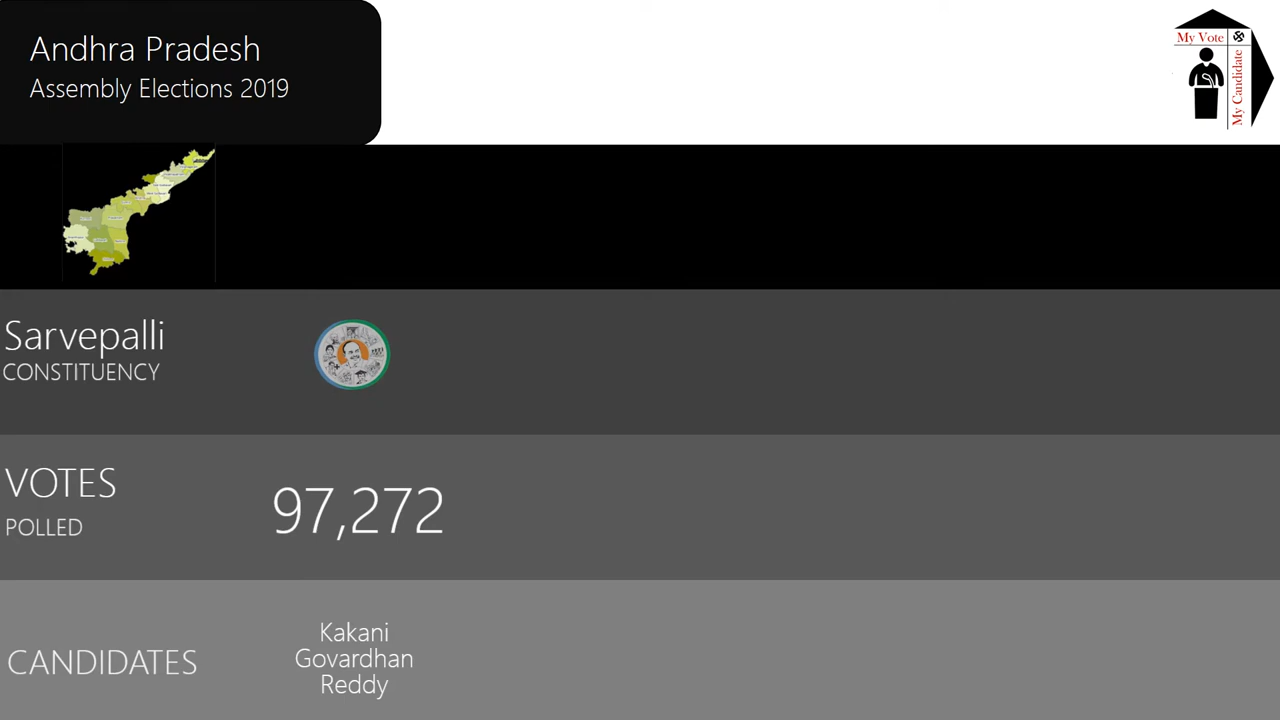 Andhra Pradesh
Assembly Elections 2019
My Vote
My Candidate
Sarvepalli
CONSTITUENCY
VOTES
POLLED
97,272
CANDIDATES
Kakani
Govardhan
Reddy